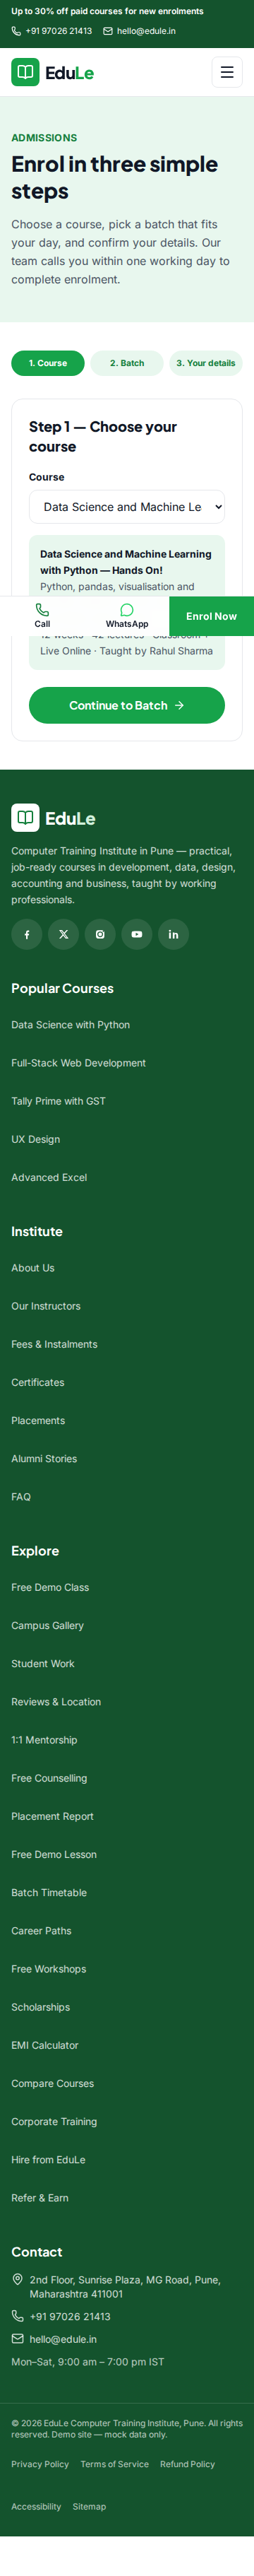 Up to 30% off paid courses for new enrolments
+91 97026 21413 hello@edule.in
EduLe
ADMISSIONS
Enrol in three simple
steps
Choose a course, pick a batch that fits
your day, and confirm your details. Our
team calls you within one working day to
complete enrolment.
1. Course 2. Batch 3. Your details
Step 1 — Choose your
course
Course
Data Science and Machine Le
Data Science and Machine Learning
with Python — Hands On!
Python, pandas, visualisation and
Call WhatsApp Enrol Now
Live Online · Taught by Rahul Sharma
Continue to Batch
EduLe
Computer Training Institute in Pune — practical,
job-ready courses in development, data, design,
accounting and business, taught by working
professionals.
Popular Courses
Data Science with Python
Full-Stack Web Development
Tally Prime with GST
UX Design
Advanced Excel
Institute
About Us
Our Instructors
Fees & Instalments
Certificates
Placements
Alumni Stories
FAQ
Explore
Free Demo Class
Campus Gallery
Student Work
Reviews & Location
1:1 Mentorship
Free Counselling
Placement Report
Free Demo Lesson
Batch Timetable
Career Paths
Free Workshops
Scholarships
EMI Calculator
Compare Courses
Corporate Training
Hire from EduLe
Refer & Earn
Contact
2nd Floor, Sunrise Plaza, MG Road, Pune,
Maharashtra 411001
+91 97026 21413
hello@edule.in
Mon–Sat, 9:00 am – 7:00 pm IST
© 2026 EduLe Computer Training Institute, Pune. All rights
reserved. Demo site — mock data only.
Privacy Policy Terms of Service Refund Policy
Accessibility Sitemap